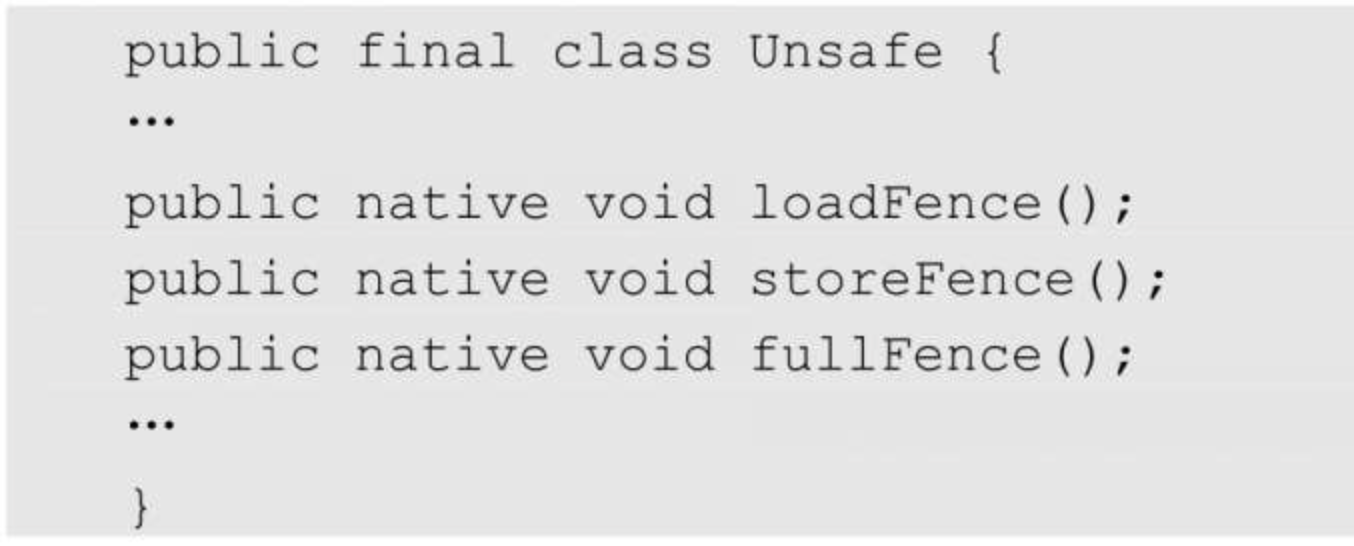 public final class Unsafe {
…
public native void loadFence();
public native void storeFence();
public native void fullFence();
…
}